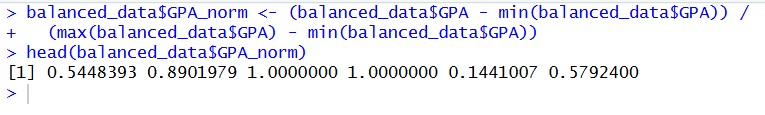 > balanced_data$GPA_norm <- (balanced_data$GPA - min(balanced_data$GPA)) /
+   (max(balanced_data$GPA) - min(balanced_data$GPA))
> head(balanced_data$GPA_norm)
[1] 0.5448393 0.8901979 1.0000000 1.0000000 0.1441007 0.5792400
>